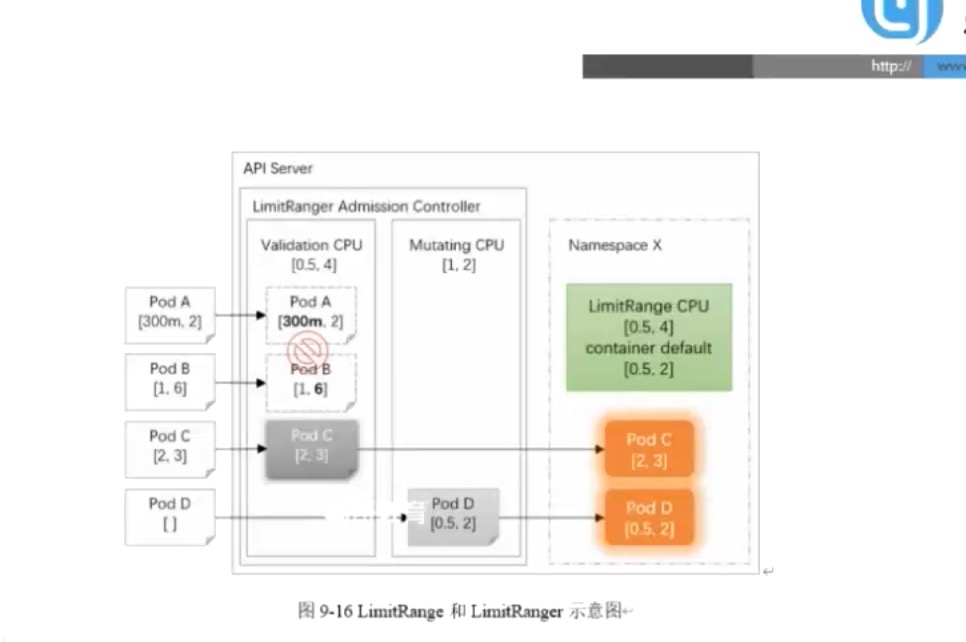 http://
www
API Server
LimitRanger Admission Controller
Validation CPU
[0.5, 4]
Mutating CPU
[1, 2]
Namespace X
Pod A
[300m, 2]
Pod A
[300m, 2]
LimitRange CPU
[0.5, 4]
container default
[0.5, 2]
Pod B
[1, 6]
Pod B
[1, 6]
Pod C
[2, 3]
Pod C
[2, 3]
Pod C
[2, 3]
Pod D
[ ]
Pod D
[0.5, 2]
Pod D
[0.5, 2]
图 9-16 LimitRange 和 LimitRanger 示意图